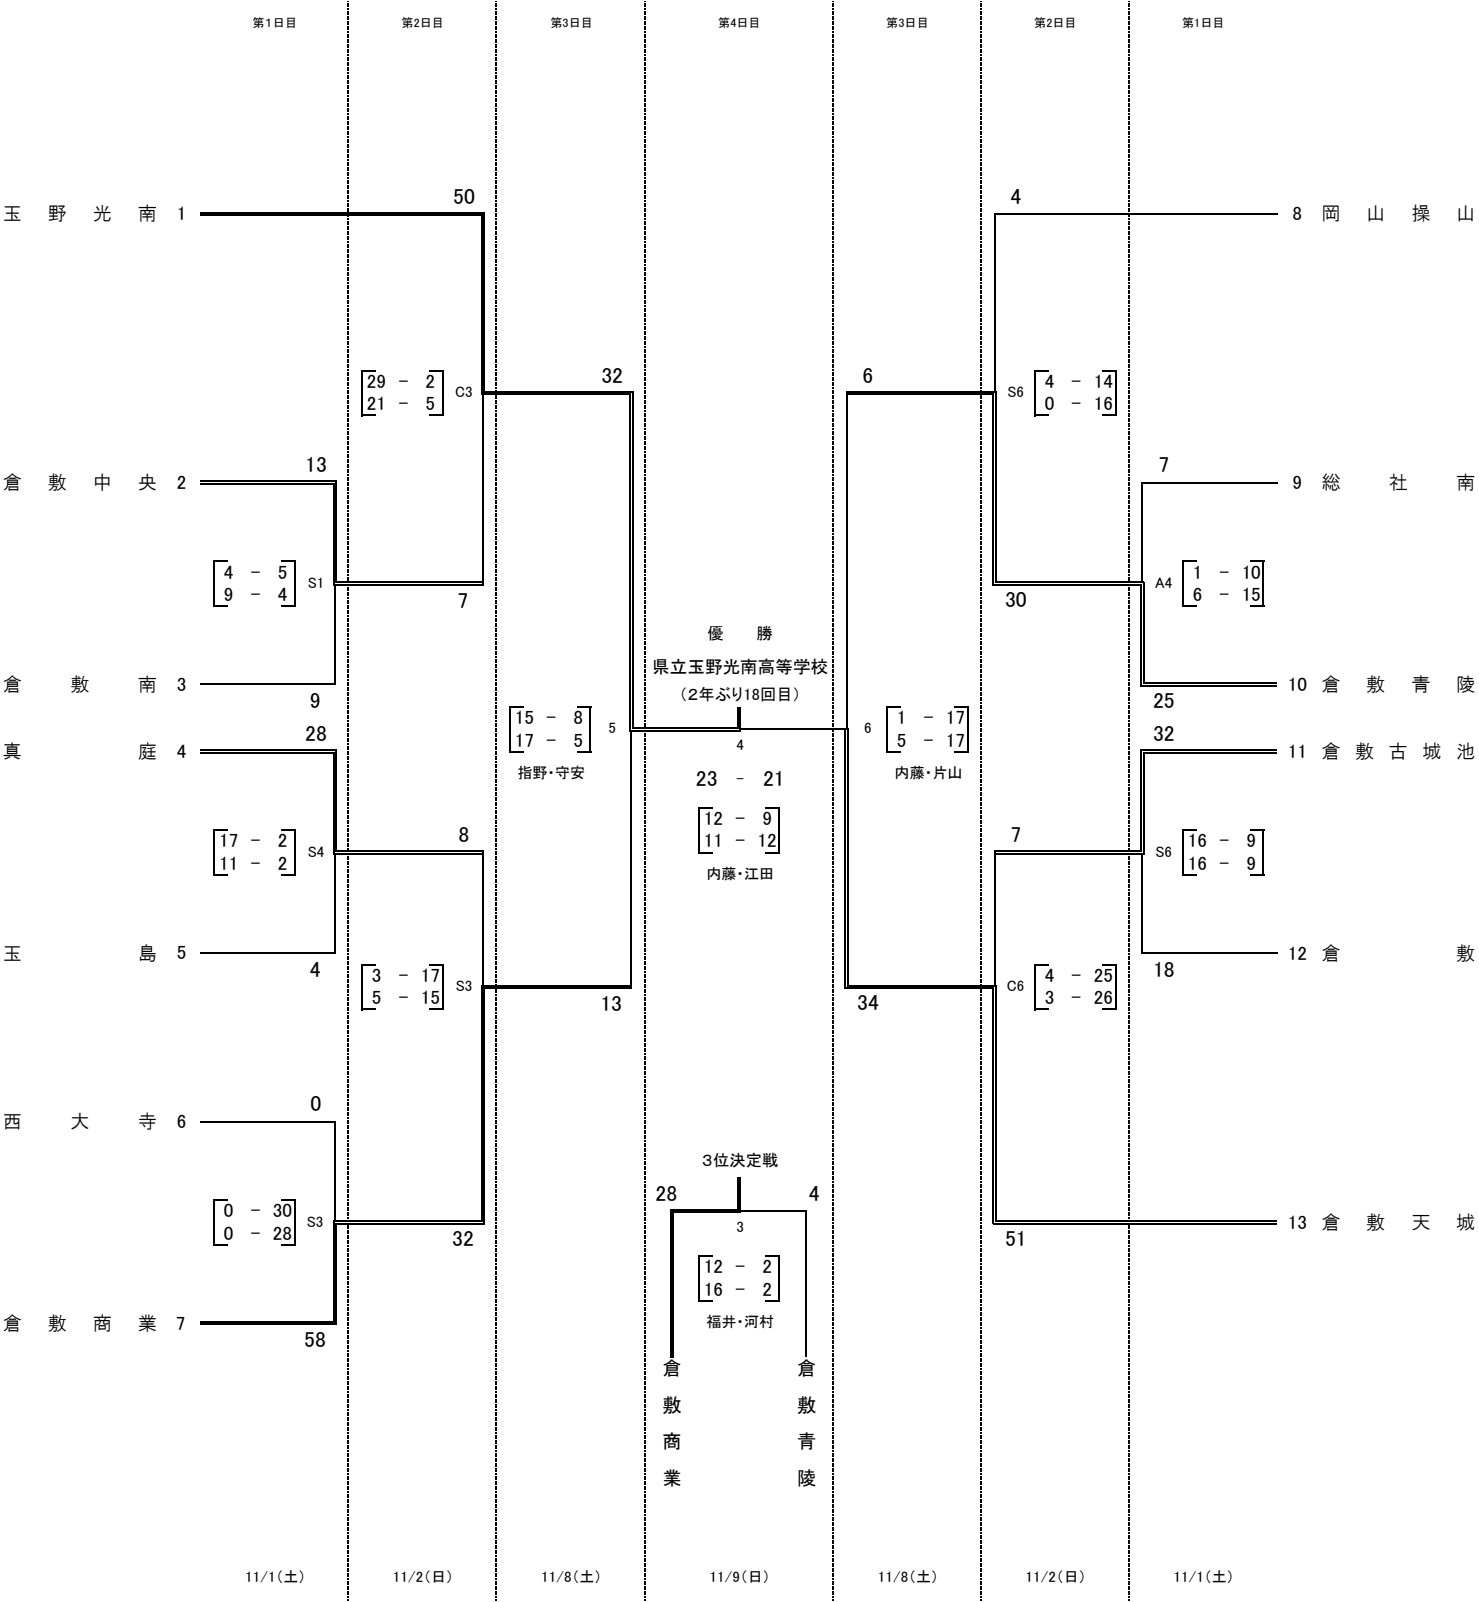 第1日目 第2日目 第3日目 第4日目 第3日目 第2日目 第1日目
50 4
玉野光南 1 8 岡山操山
32 6
29 － 2 C3 S6 4 － 14
21 － 5 0 － 16
13 7
倉敷中央 2 9 総社南
4 － 5 S1 A4 1 － 10
9 － 4 6 － 15
7 30
優 勝
県立玉野光南高等学校
（2年ぶり18回目）
倉敷南 3 10 倉敷青陵
9 25
15 － 8 5 6 1 － 17
17 － 5 5 － 17
28 32
真庭 4 4 11 倉敷古城池
指野・守安 内藤・片山
23 - 21
12 － 9
11 － 12
8 7
17 － 2 S4 S6 16 － 9
11 － 2 16 － 9
内藤・江田
玉島 5 12 倉敷
4 18
3 － 17 S3 C6 4 － 25
5 － 15 3 － 26
13 34
0
西大寺 6
3位決定戦
28 4
0 － 30 S3 3 13 倉敷天城
0 － 28
32 51
12 － 2
16 － 2
倉敷商業 7 福井・河村
58
倉敷商業 倉敷青陵
11/1（土） 11/2（日） 11/8（土） 11/9（日） 11/8（土） 11/2（日） 11/1（土）